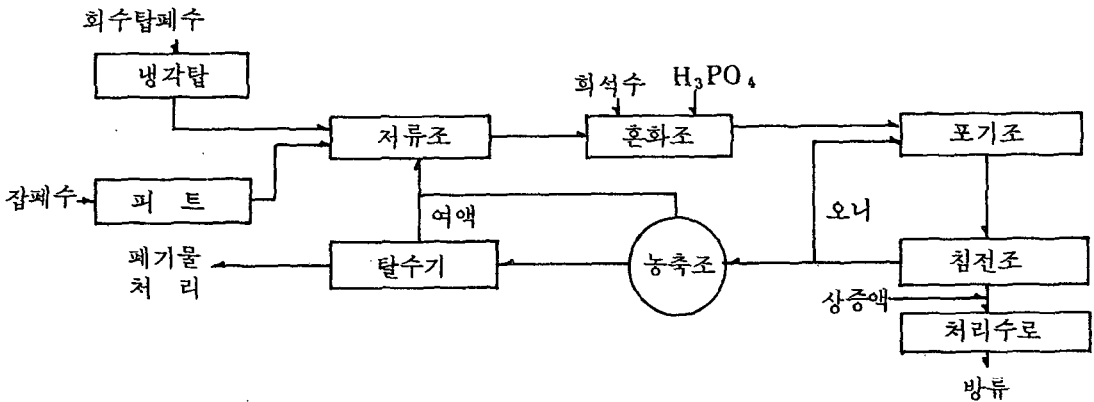 회수탑폐수
냉각탑
희석수 H₃PO₄
저류조
혼화조
포기조
잡폐수
피 트
여액
오니
폐기물
처 리
탈수기
농축조
침전조
상증액
처리수로
방류